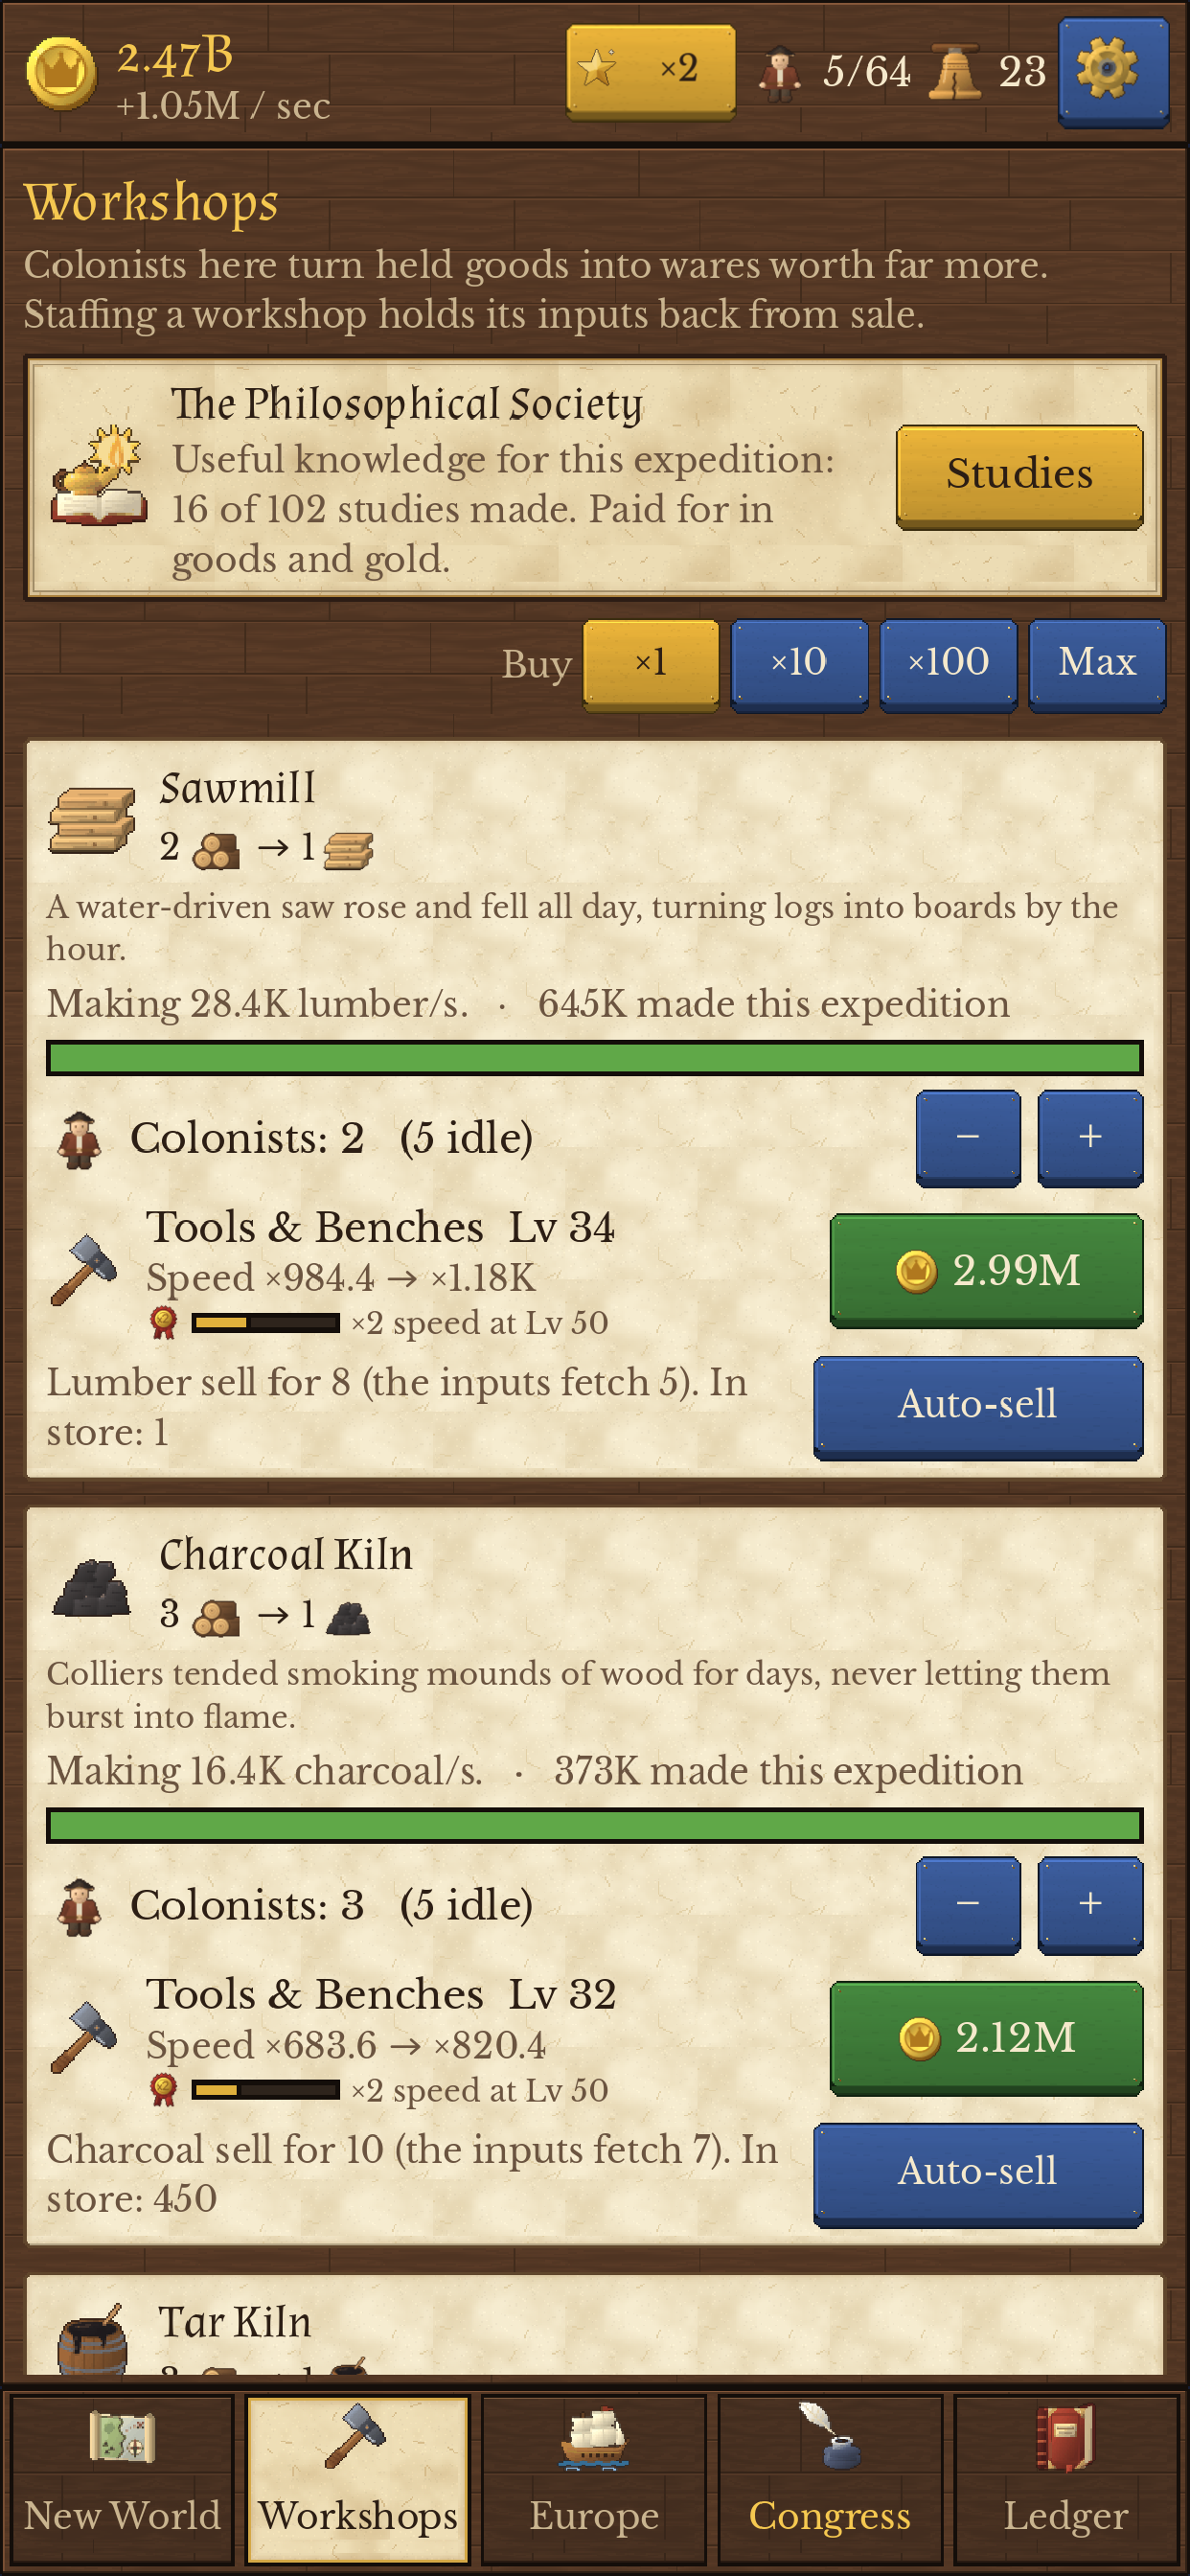 2.47B
+1.05M / sec
×2
5/64
23
Workshops
Colonists here turn held goods into wares worth far more.
Staffing a workshop holds its inputs back from sale.
The Philosophical Society
Useful knowledge for this expedition:
16 of 102 studies made. Paid for in
goods and gold.
Studies
Buy
×1
×10
×100
Max
Sawmill
2 → 1
A water-driven saw rose and fell all day, turning logs into boards by the
hour.
Making 28.4K lumber/s. · 645K made this expedition
Colonists: 2 (5 idle)
−
+
Tools & Benches Lv 34
Speed ×984.4 → ×1.18K
×2 speed at Lv 50
2.99M
Lumber sell for 8 (the inputs fetch 5). In
store: 1
Auto-sell
Charcoal Kiln
3 → 1
Colliers tended smoking mounds of wood for days, never letting them
burst into flame.
Making 16.4K charcoal/s. · 373K made this expedition
Colonists: 3 (5 idle)
−
+
Tools & Benches Lv 32
Speed ×683.6 → ×820.4
×2 speed at Lv 50
2.12M
Charcoal sell for 10 (the inputs fetch 7). In
store: 450
Auto-sell
Tar Kiln
New World
Workshops
Europe
Congress
Ledger